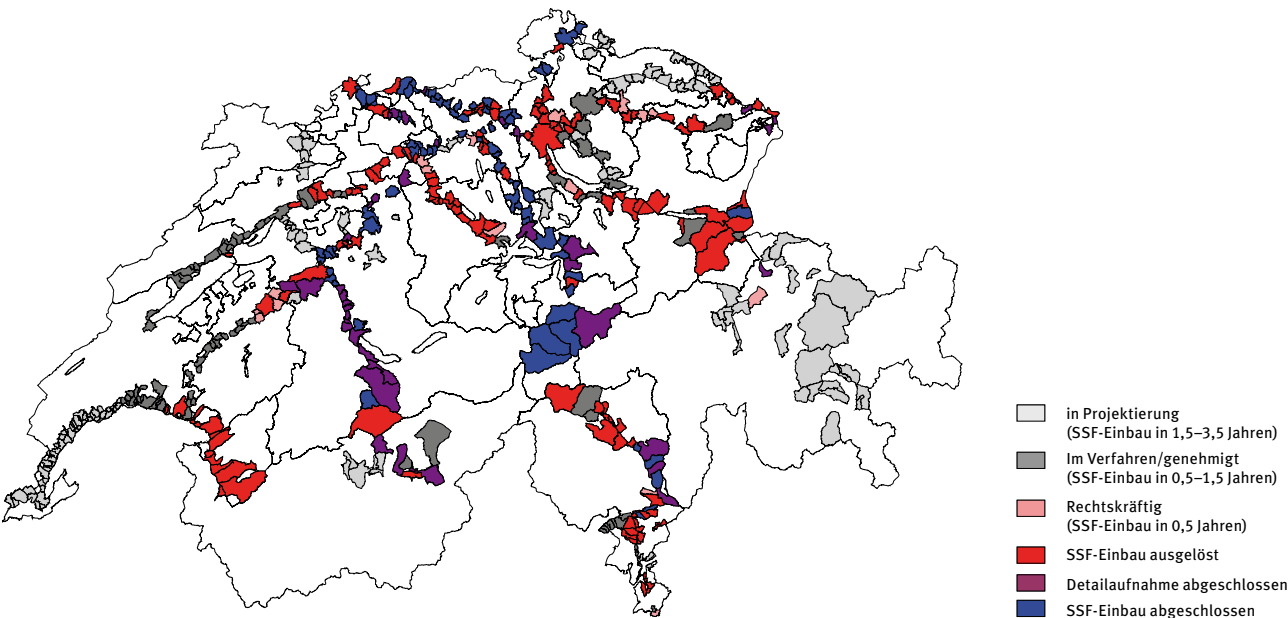 in Projektierung
(SSF-Einbau in 1,5–3,5 Jahren)
Im Verfahren/genehmigt
(SSF-Einbau in 0,5–1,5 Jahren)
Rechtskräftig
(SSF-Einbau in 0,5 Jahren)
SSF-Einbau ausgelöst
Detailaufnahme abgeschlossen
SSF-Einbau abgeschlossen